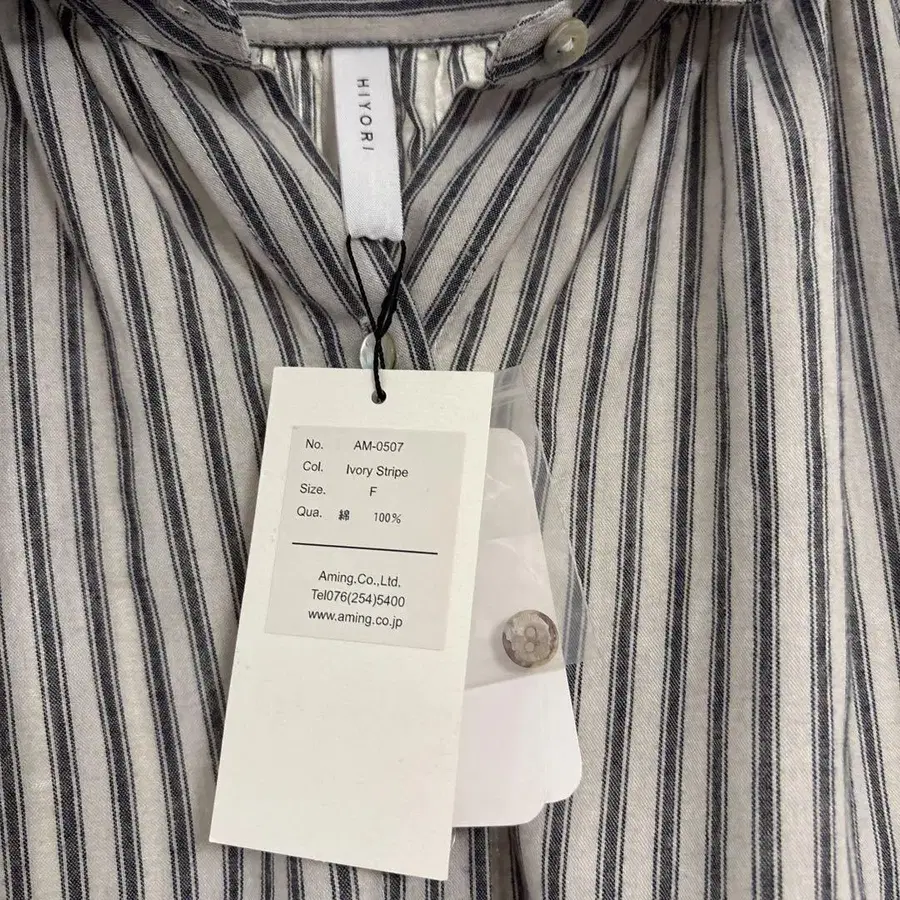 HIYORI
No. AM-0507
Col. Ivory Stripe
Size. F
Qua. 綿 100%
Aming.Co.,Ltd.
Tel076(254)5400
www.aming.co.jp